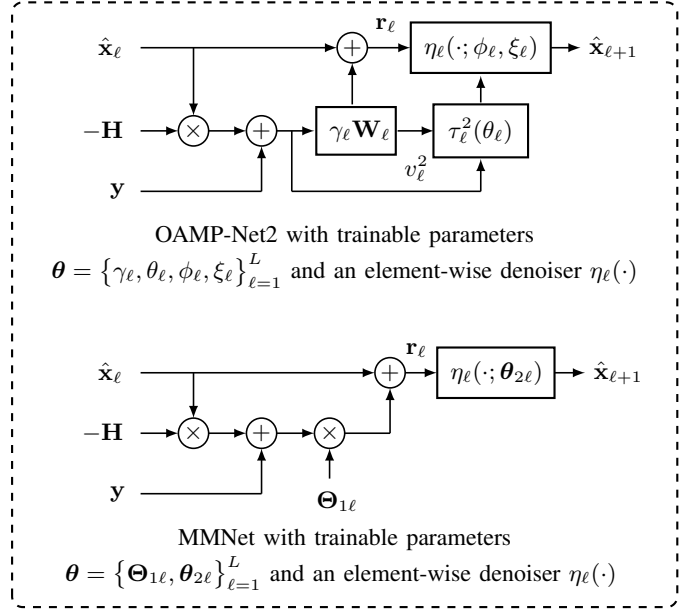 r_ℓ
x̂_ℓ + η_ℓ(·; ϕ_ℓ, ξ_ℓ) x̂_{ℓ+1}
−H × + γ_ℓ W_ℓ τ_ℓ^2(θ_ℓ)
v_ℓ^2
y
OAMP-Net2 with trainable parameters
𝜽 = {γ_ℓ, θ_ℓ, ϕ_ℓ, ξ_ℓ}_{ℓ=1}^{L} and an element-wise denoiser η_ℓ(·)
r_ℓ
x̂_ℓ + η_ℓ(·; 𝜽_{2ℓ}) x̂_{ℓ+1}
−H × + ×
y
Θ_{1ℓ}
MMNet with trainable parameters
𝜽 = {Θ_{1ℓ}, 𝜽_{2ℓ}}_{ℓ=1}^{L} and an element-wise denoiser η_ℓ(·)